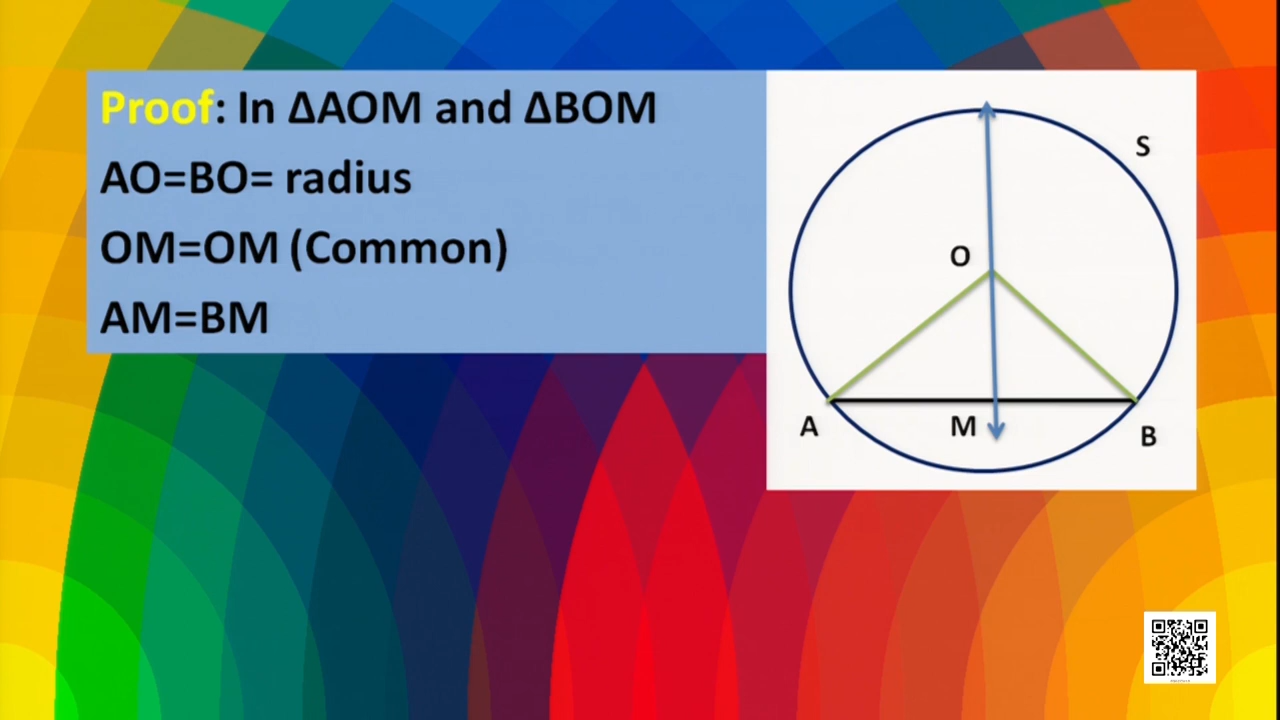 Proof: In ΔAOM and ΔBOM
AO=BO= radius
OM=OM (Common)
AM=BM
S
O
A
M
B